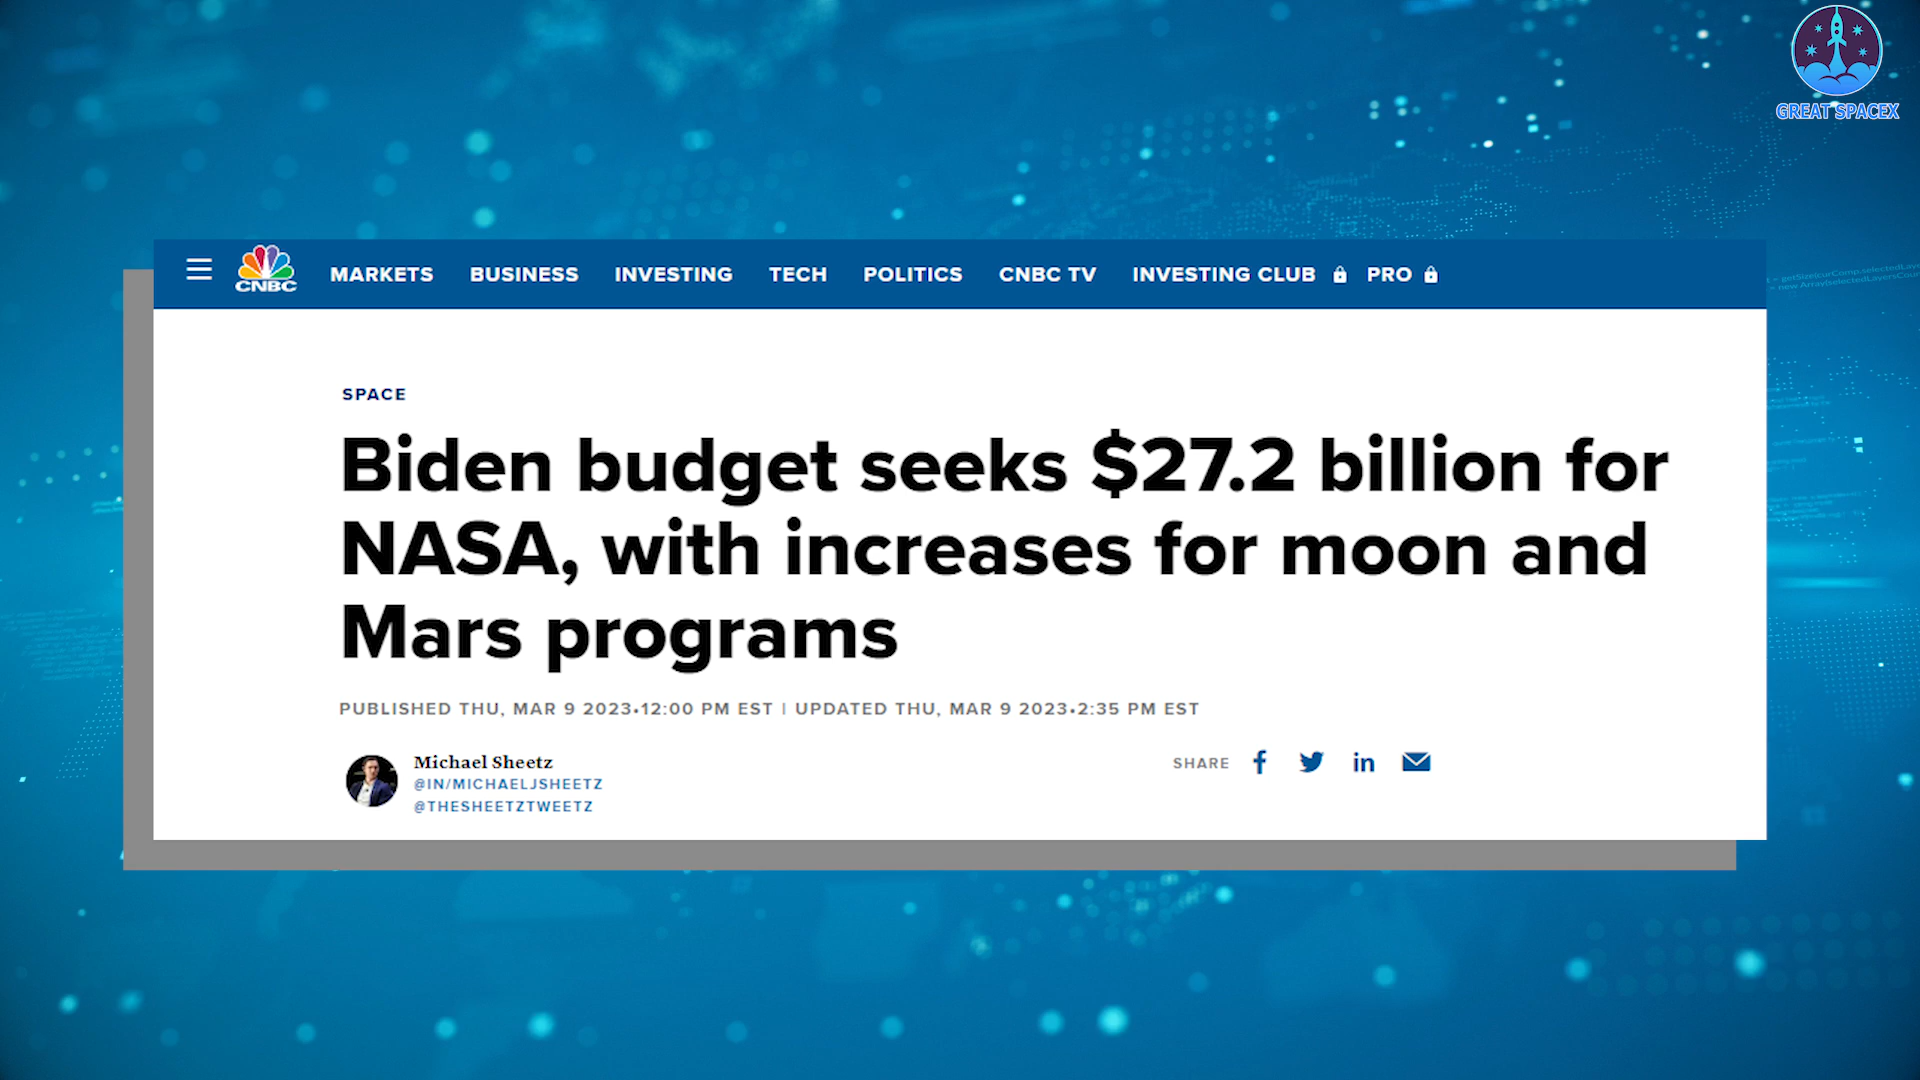 GREAT SPACEX
CNBC
MARKETS BUSINESS INVESTING TECH POLITICS CNBC TV INVESTING CLUB PRO
SPACE
Biden budget seeks $27.2 billion for
NASA, with increases for moon and
Mars programs
PUBLISHED THU, MAR 9 2023•12:00 PM EST | UPDATED THU, MAR 9 2023•2:35 PM EST
Michael Sheetz
@IN/MICHAELJSHEETZ
@THESHEETZTWEETZ
SHARE